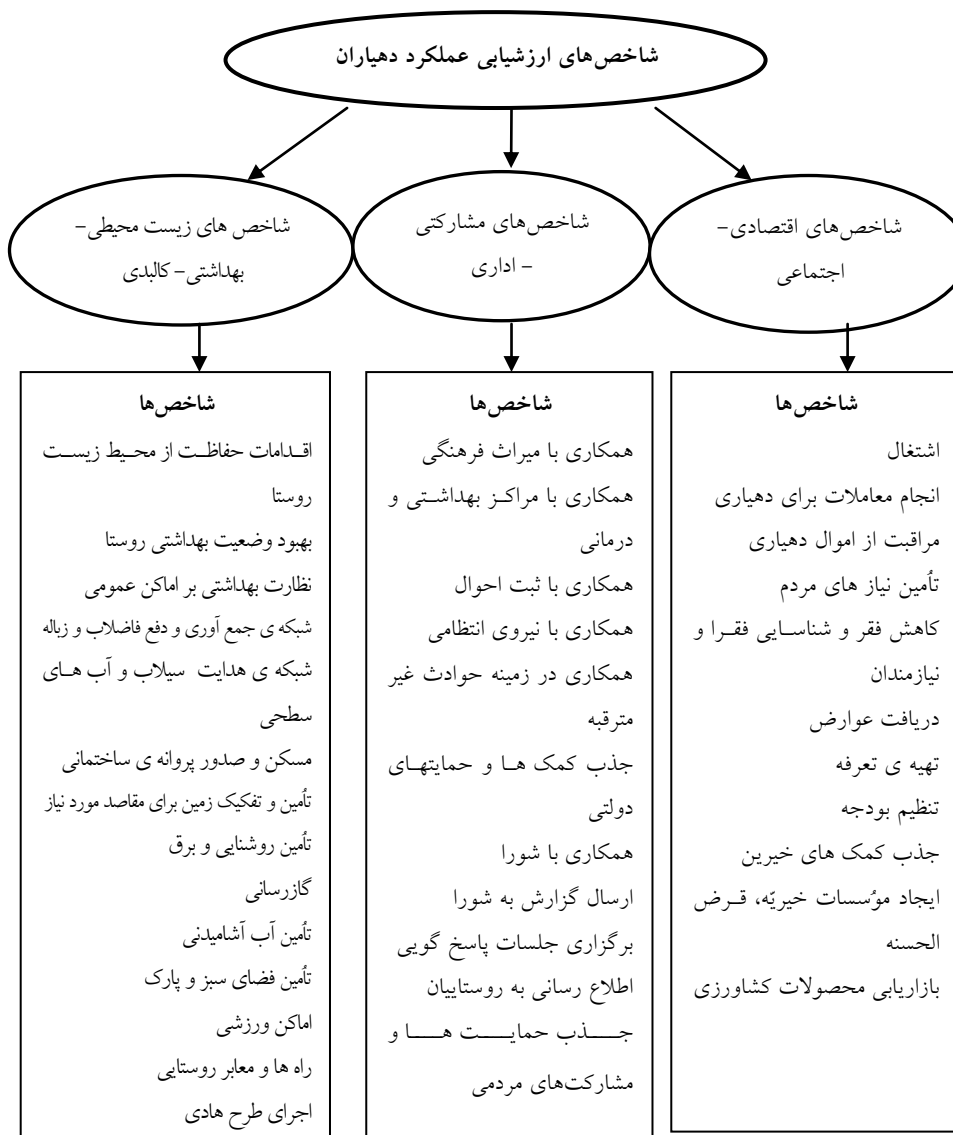 شاخص‌های ارزشیابی عملکرد دهیاران
شاخص‌های اقتصادی-
اجتماعی
شاخص‌های مشارکتی
- اداری
شاخص های زیست محیطی-
بهداشتی- کالبدی
شاخص‌ها
اشتغال
انجام معاملات برای دهیاری
مراقبت از اموال دهیاری
تأمین نیاز های مردم
کاهش فقر و شناسایی فقرا و
نیازمندان
دریافت عوارض
تهیه ی تعرفه
تنظیم بودجه
جذب کمک های خیرین
ایجاد مؤسسات خیریّه، قرض
الحسنه
بازاریابی محصولات کشاورزی
شاخص‌ها
همکاری با میراث فرهنگی
همکاری با مراکز بهداشتی و
درمانی
همکاری با ثبت احوال
همکاری با نیروی انتظامی
همکاری در زمینه حوادث غیر
مترقبه
جذب کمک ها و حمایتهای
دولتی
همکاری با شورا
ارسال گزارش به شورا
برگزاری جلسات پاسخ گویی
اطلاع رسانی به روستاییان
جذب حمایت ها و
مشارکت‌های مردمی
شاخص‌ها
اقدامات حفاظت از محیط زیست
روستا
بهبود وضعیت بهداشتی روستا
نظارت بهداشتی بر اماکن عمومی
شبکه ی جمع آوری و دفع فاضلاب و زباله
شبکه ی هدایت سیلاب و آب های
سطحی
مسکن و صدور پروانه ی ساختمانی
تأمین و تفکیک زمین برای مقاصد مورد نیاز
تأمین روشنایی و برق
گازرسانی
تأمین آب آشامیدنی
تأمین فضای سبز و پارک
اماکن ورزشی
راه ها و معابر روستایی
اجرای طرح هادی